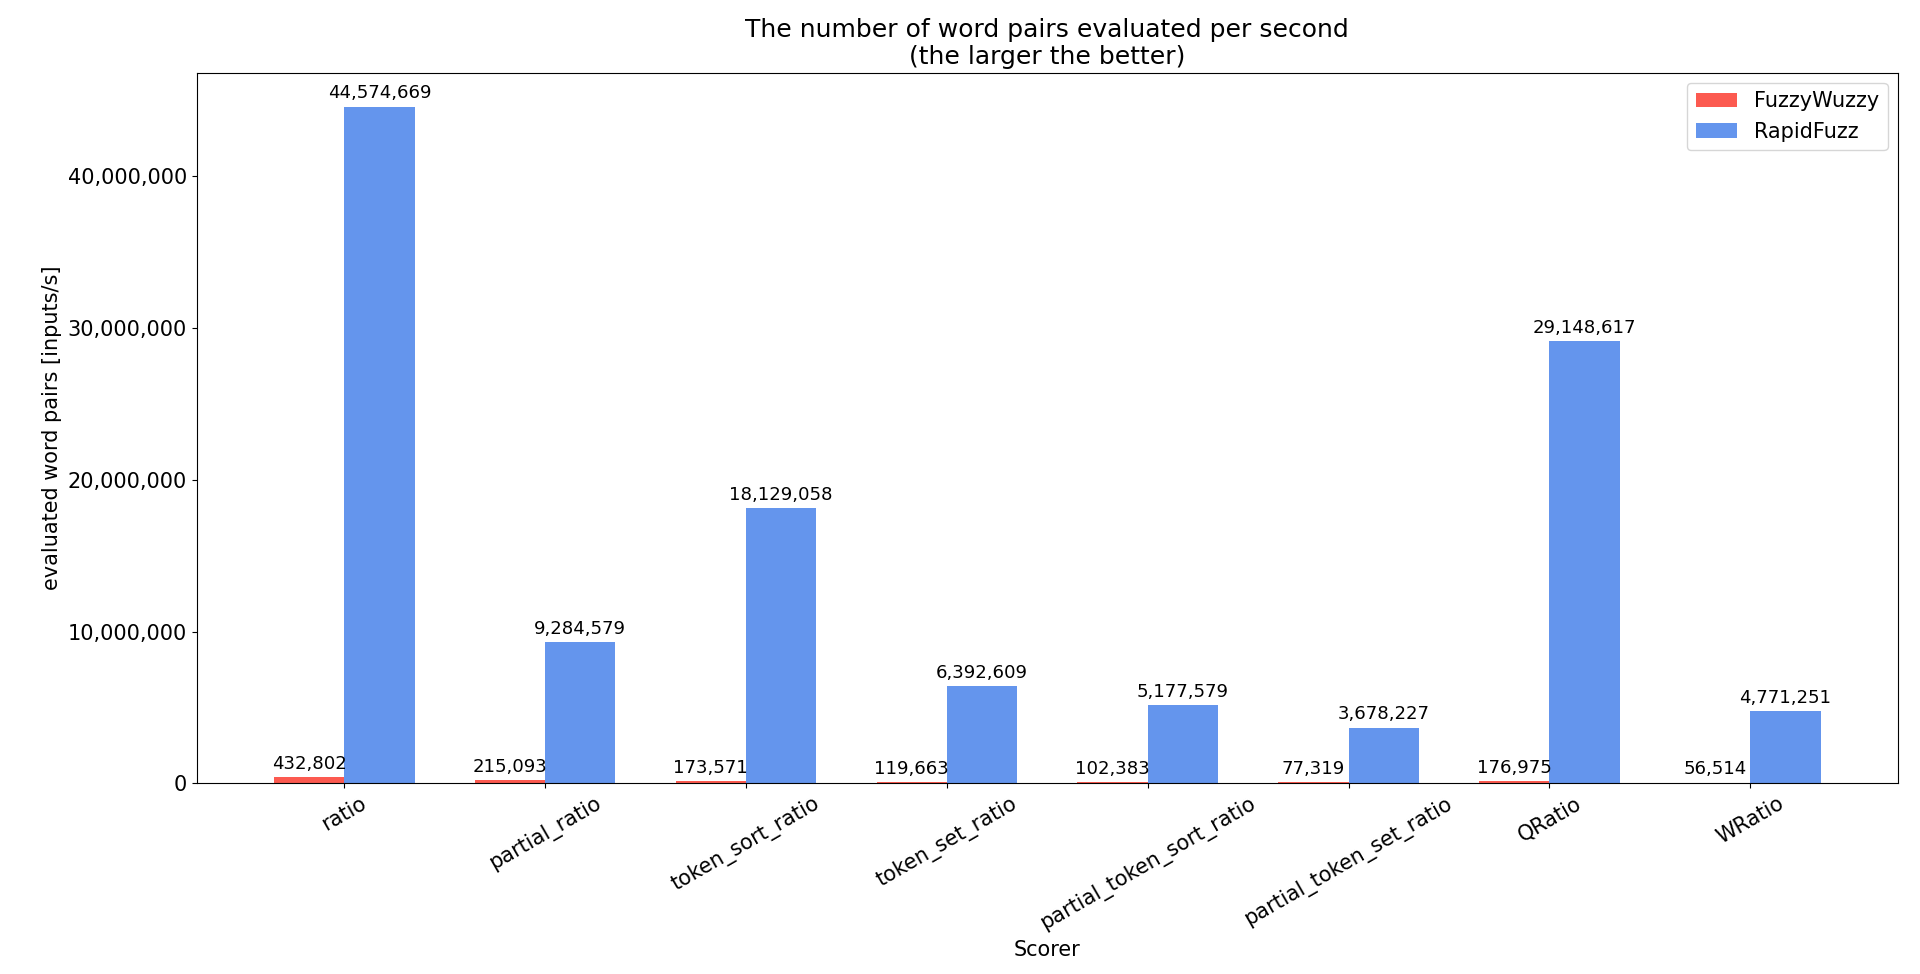 The number of word pairs evaluated per second
(the larger the better)
FuzzyWuzzy
RapidFuzz
evaluated word pairs [inputs/s]
40,000,000
30,000,000
20,000,000
10,000,000
0
44,574,669
9,284,579
18,129,058
6,392,609
5,177,579
3,678,227
29,148,617
4,771,251
432,802
215,093
173,571
119,663
102,383
77,319
176,975
56,514
ratio
partial_ratio
token_sort_ratio
token_set_ratio
partial_token_sort_ratio
partial_token_set_ratio
QRatio
WRatio
Scorer